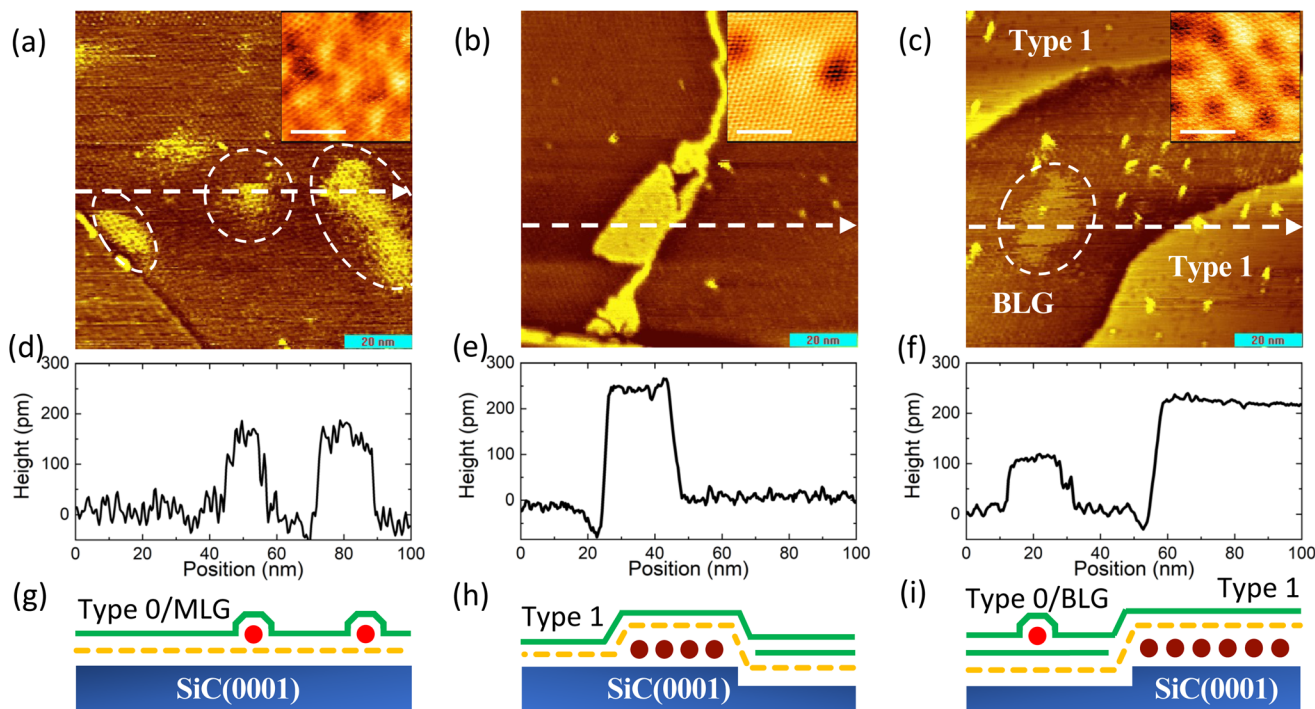 (a)
(b)
(c)
Type 1
Type 1
BLG
20 nm
20 nm
20 nm
(d)
(e)
(f)
Height (pm)
300
200
100
0
0 20 40 60 80 100
Position (nm)
Height (pm)
300
200
100
0
0 20 40 60 80 100
Position (nm)
Height (pm)
300
200
100
0
0 20 40 60 80 100
Position (nm)
(g)
Type 0/MLG
SiC(0001)
(h)
Type 1
SiC(0001)
(i)
Type 0/BLG
Type 1
SiC(0001)